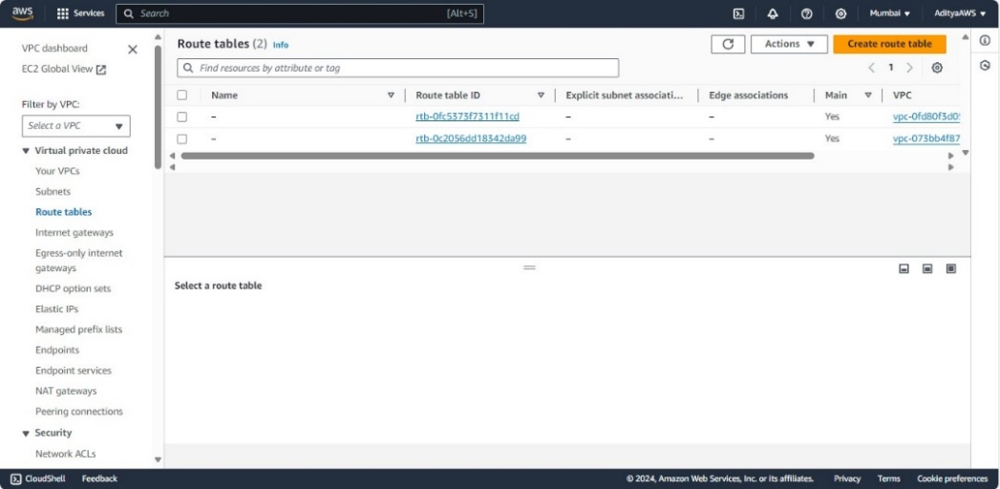 aws Services Search [Alt+S] Mumbai AdityaAWS
VPC dashboard
EC2 Global View
Filter by VPC:
Select a VPC
Virtual private cloud
Your VPCs
Subnets
Route tables
Internet gateways
Egress-only internet
gateways
DHCP option sets
Elastic IPs
Managed prefix lists
Endpoints
Endpoint services
NAT gateways
Peering connections
Security
Network ACLs
Route tables (2) Info Actions Create route table
Find resources by attribute or tag 1
Name Route table ID Explicit subnet associati... Edge associations Main VPC
– rtb-0fc5373f7311f11cd – – Yes vpc-0fd80f3d0
– rtb-0c2056dd18342da99 – – Yes vpc-073bb4f87
Select a route table
CloudShell Feedback © 2024, Amazon Web Services, Inc. or its affiliates. Privacy Terms Cookie preferences